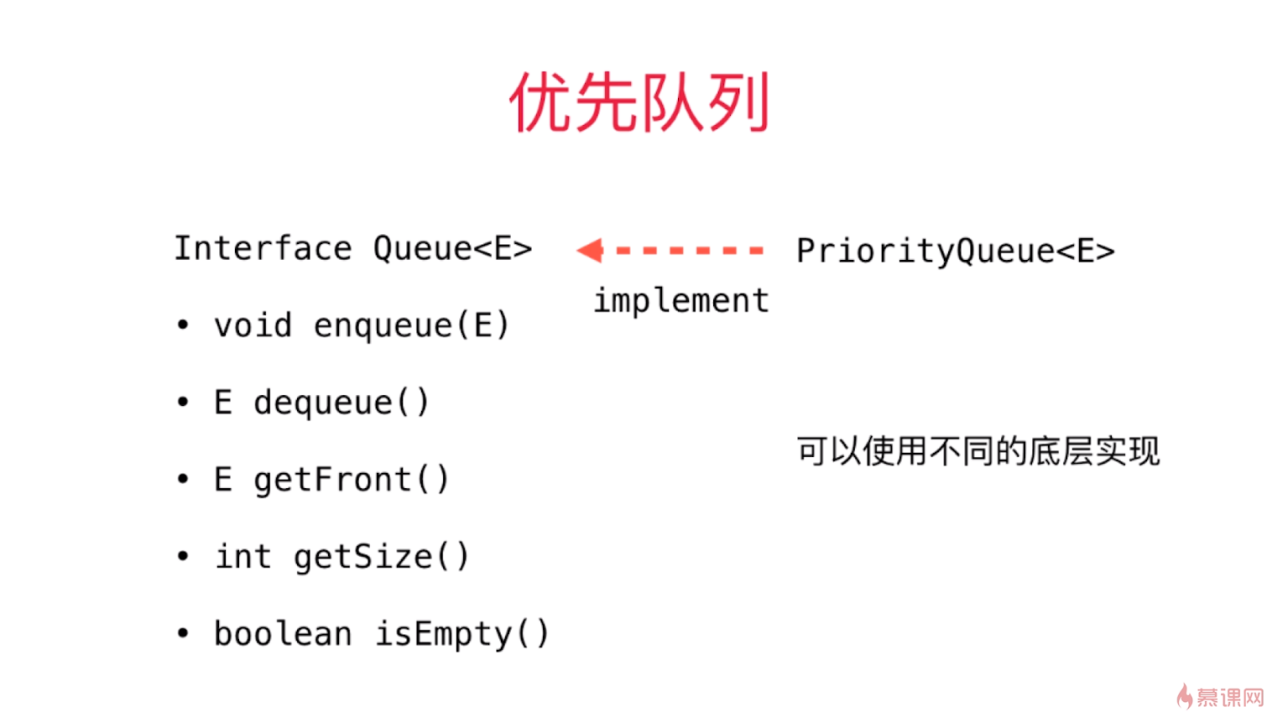 优先队列
Interface Queue<E>
PriorityQueue<E>
implement
• void enqueue(E)
• E dequeue()
• E getFront()
可以使用不同的底层实现
• int getSize()
• boolean isEmpty()
慕课网